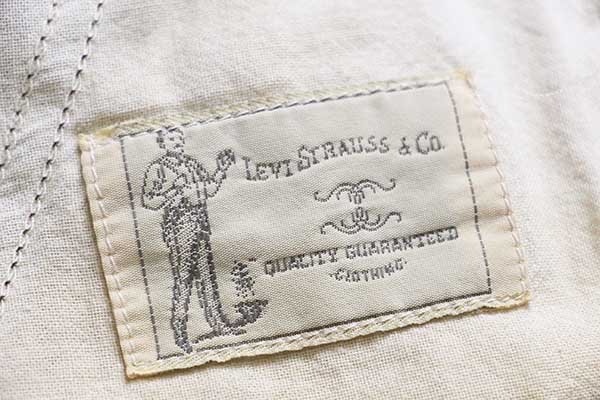 LEVI STRAUSS & CO.
QUALITY GUARANTEED
-CLOTHING-